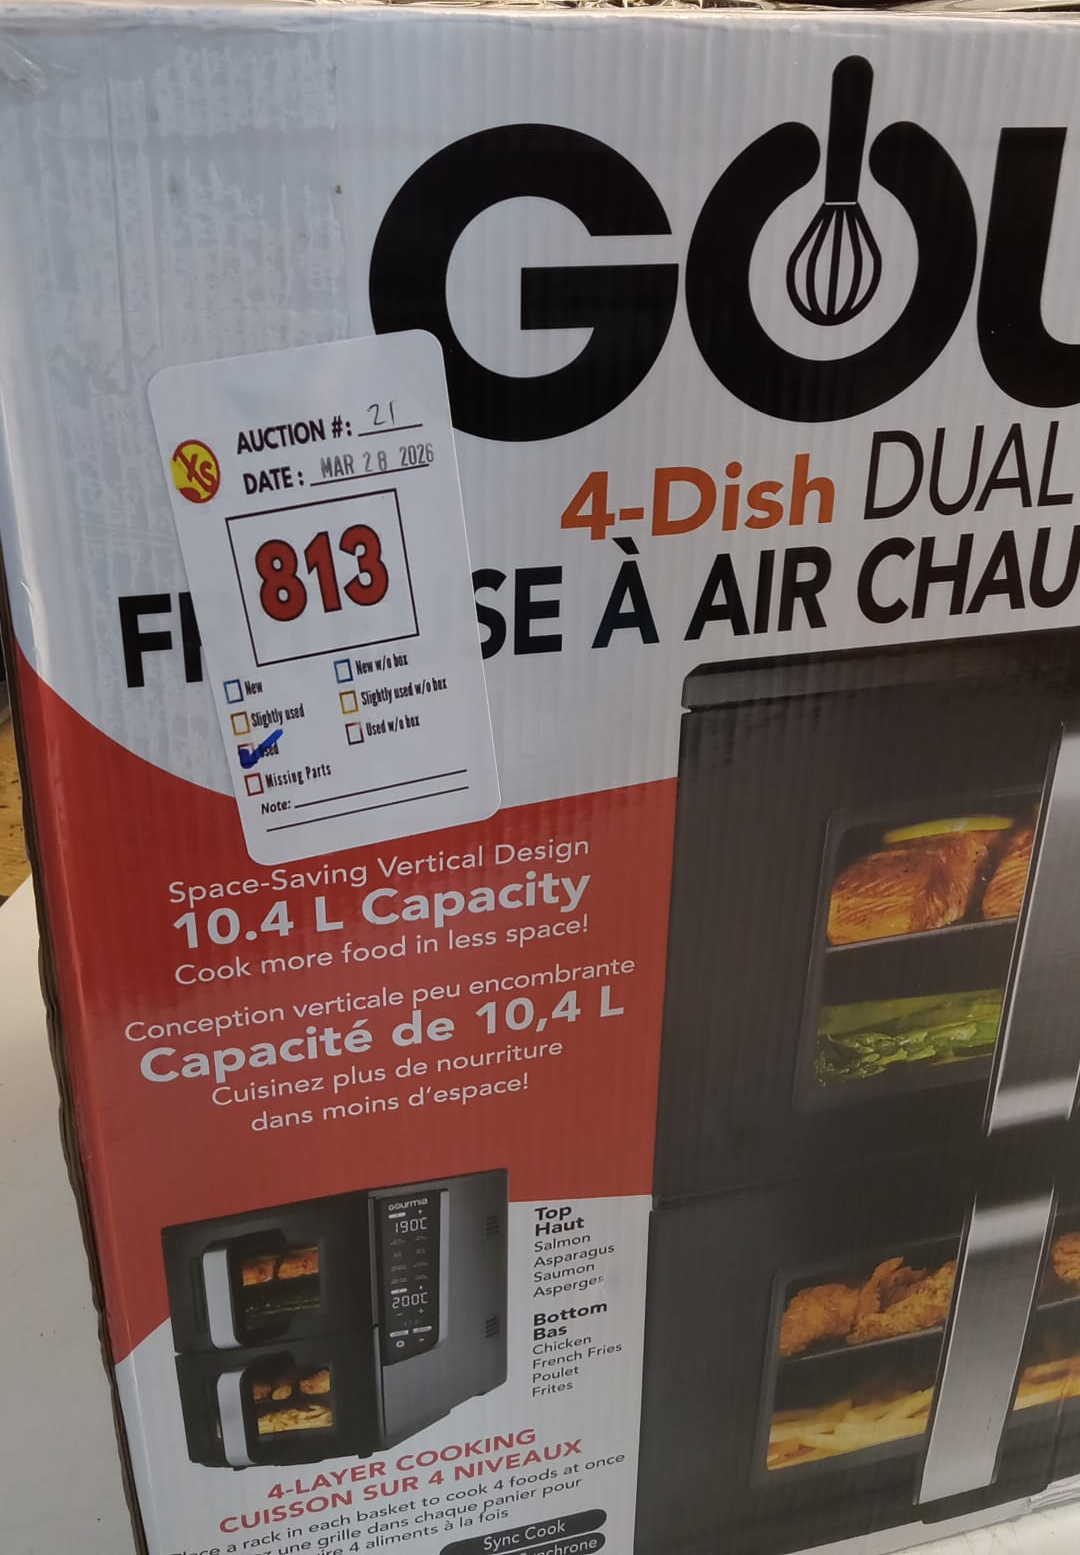 GOU
4-Dish DUAL
SE À AIR CHAU
XS
AUCTION #: 21
DATE: MAR 28 2026
813
New
New w/o box
Slightly used
Slightly used w/o box
Used
Used w/o box
Missing Parts
Note:
Space-Saving Vertical Design
10.4 L Capacity
Cook more food in less space!
Conception verticale peu encombrante
Capacité de 10,4 L
Cuisinez plus de nourriture
dans moins d'espace!
gourmia
190C
200C
Top
Haut
Salmon
Asparagus
Saumon
Asperges
Bottom
Bas
Chicken
French Fries
Poulet
Frites
4-LAYER COOKING
CUISSON SUR 4 NIVEAUX
a rack in each basket to cook 4 foods at once
une grille dans chaque panier pour
4 aliments à la fois
Sync Cook